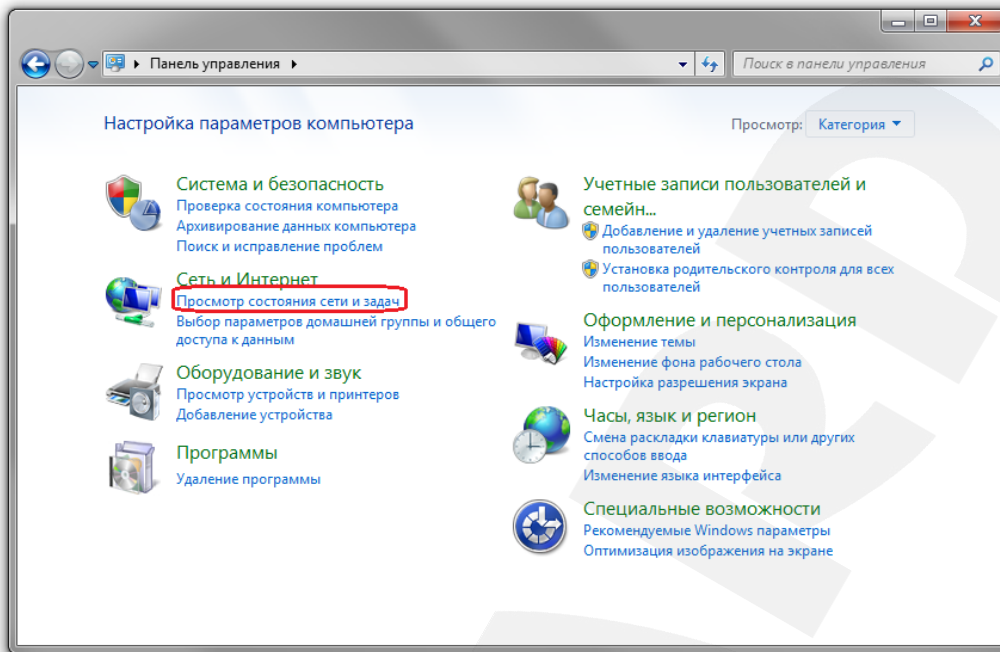 Панель управления
Поиск в панели управления
Настройка параметров компьютера
Просмотр: Категория
Система и безопасность
Проверка состояния компьютера
Архивирование данных компьютера
Поиск и исправление проблем
Сеть и Интернет
Просмотр состояния сети и задач
Выбор параметров домашней группы и общего
доступа к данным
Оборудование и звук
Просмотр устройств и принтеров
Добавление устройства
Программы
Удаление программы
Учетные записи пользователей и
семейн...
Добавление и удаление учетных записей
пользователей
Установка родительского контроля для всех
пользователей
Оформление и персонализация
Изменение темы
Изменение фона рабочего стола
Настройка разрешения экрана
Часы, язык и регион
Смена раскладки клавиатуры или других
способов ввода
Изменение языка интерфейса
Специальные возможности
Рекомендуемые Windows параметры
Оптимизация изображения на экране